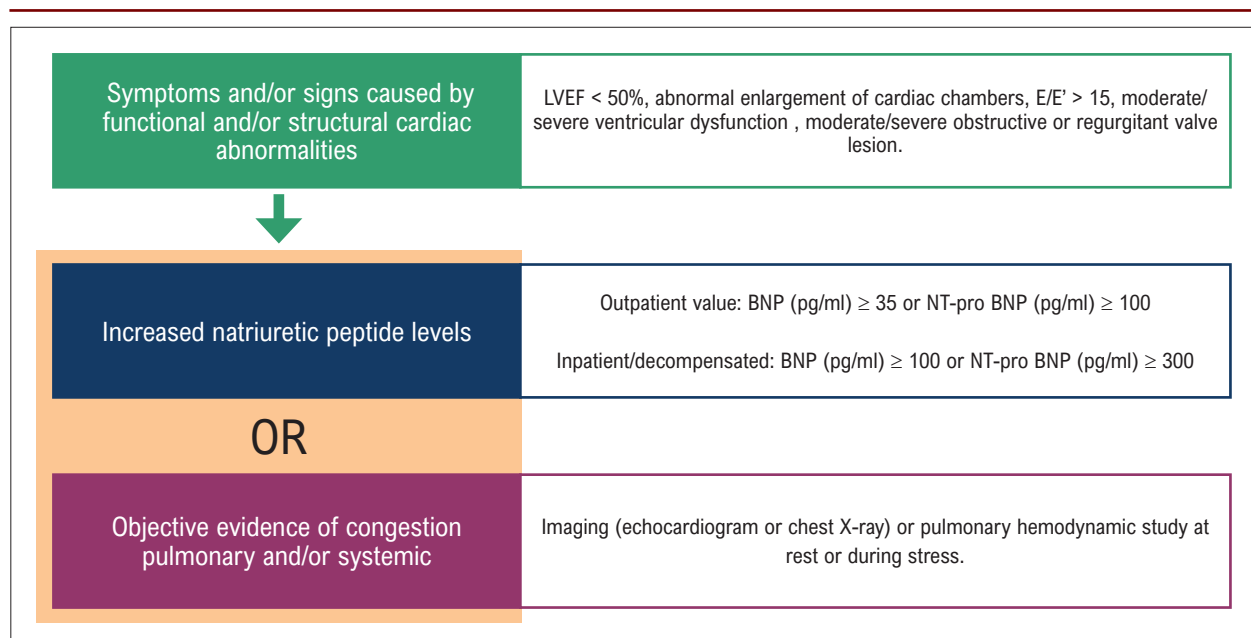 Symptoms and/or signs caused by
functional and/or structural cardiac
abnormalities
LVEF < 50%, abnormal enlargement of cardiac chambers, E/E' > 15, moderate/
severe ventricular dysfunction , moderate/severe obstructive or regurgitant valve
lesion.
Increased natriuretic peptide levels
Outpatient value: BNP (pg/ml) ≥ 35 or NT-pro BNP (pg/ml) ≥ 100
Inpatient/decompensated: BNP (pg/ml) ≥ 100 or NT-pro BNP (pg/ml) ≥ 300
OR
Objective evidence of congestion
pulmonary and/or systemic
Imaging (echocardiogram or chest X-ray) or pulmonary hemodynamic study at
rest or during stress.